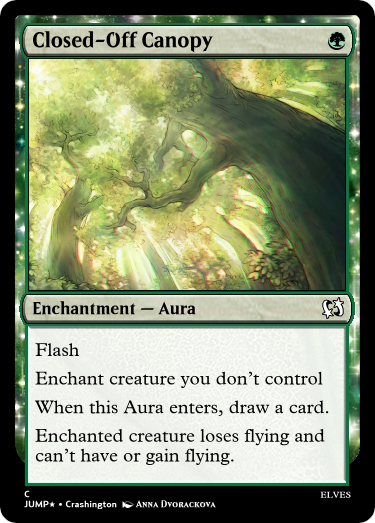 Closed-Off Canopy
Enchantment — Aura
Flash
Enchant creature you don't control
When this Aura enters, draw a card.
Enchanted creature loses flying and
can't have or gain flying.
C
ELVES
JUMP★ • Crashington Anna Dvorackova